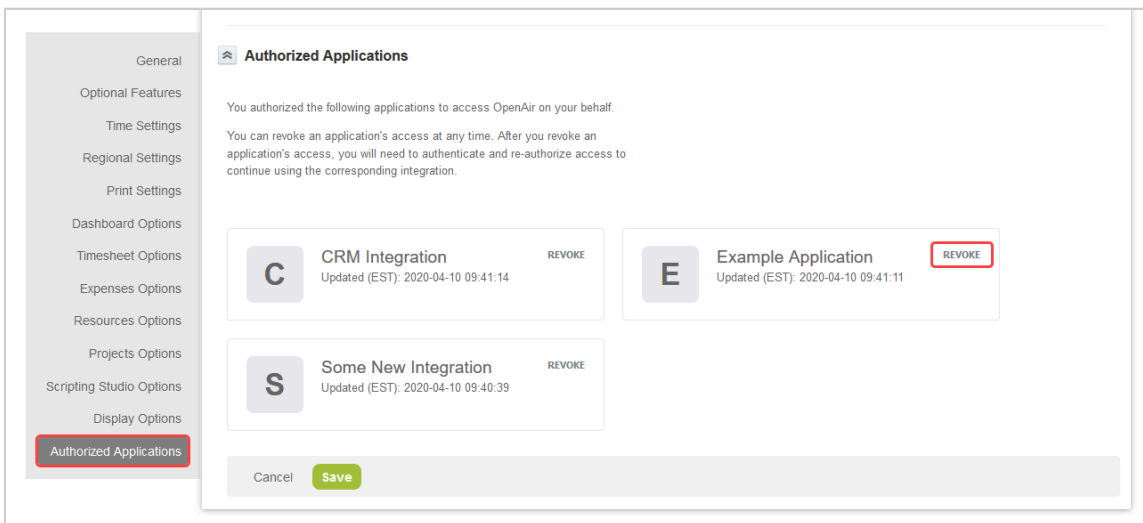 General
Optional Features
Time Settings
Regional Settings
Print Settings
Dashboard Options
Timesheet Options
Expenses Options
Resources Options
Projects Options
Scripting Studio Options
Display Options
Authorized Applications
Authorized Applications
You authorized the following applications to access OpenAir on your behalf.
You can revoke an application's access at any time. After you revoke an
application's access, you will need to authenticate and re-authorize access to
continue using the corresponding integration.
C
CRM Integration
REVOKE
Updated (EST): 2020-04-10 09:41:14
E
Example Application
REVOKE
Updated (EST): 2020-04-10 09:41:11
S
Some New Integration
REVOKE
Updated (EST): 2020-04-10 09:40:39
Cancel
Save